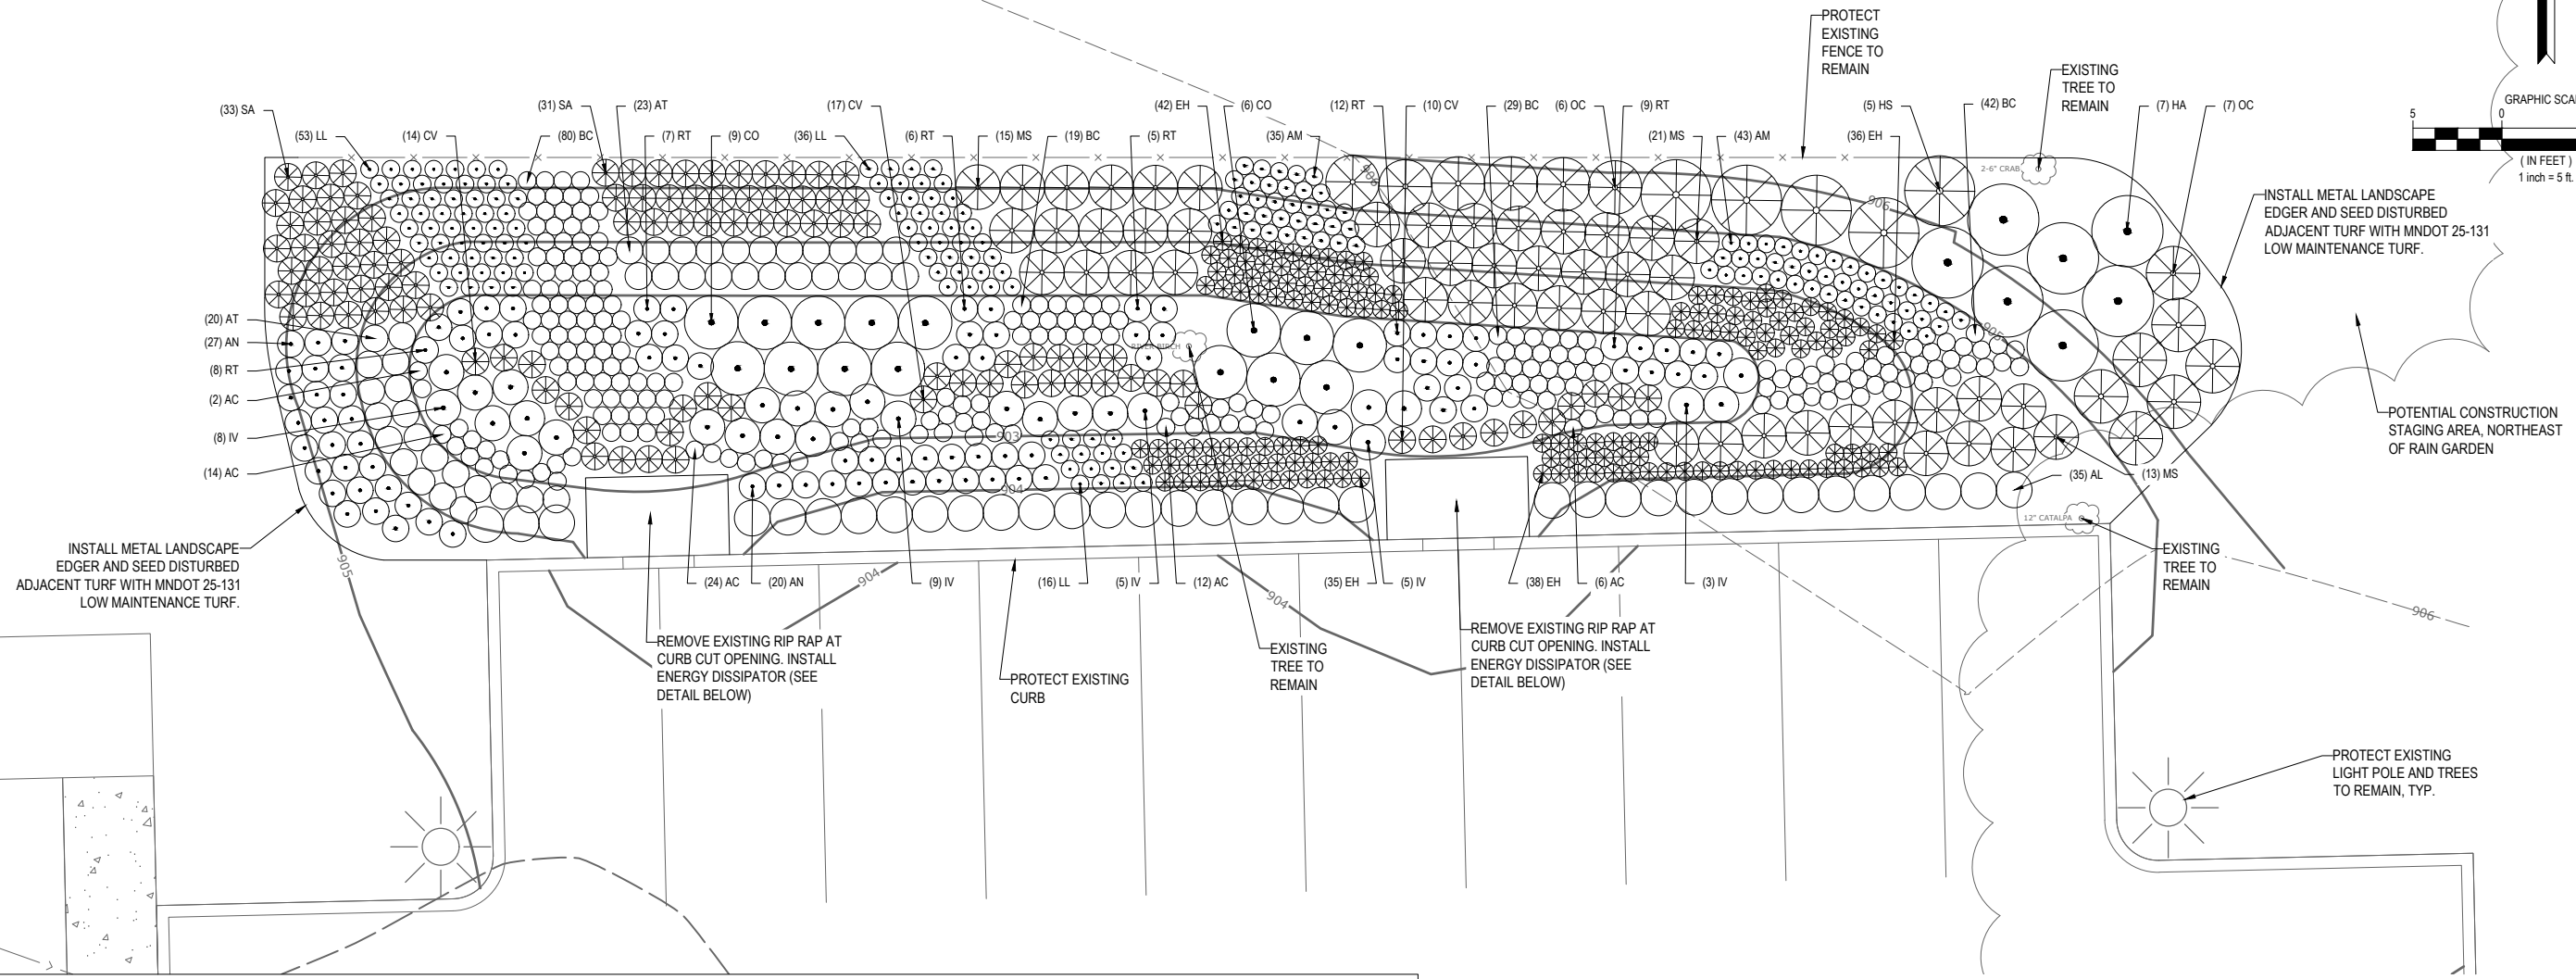 PROTECT
EXISTING
FENCE TO
REMAIN
EXISTING
TREE TO
REMAIN
GRAPHIC SCAL
5
0
( IN FEET )
1 inch = 5 ft.
(33) SA
(53) LL
(14) CV
(80) BC
(31) SA
(23) AT
(7) RT
(9) CO
(36) LL
(17) CV
(6) RT
(15) MS
(19) BC
(5) RT
(42) EH
(6) CO
(35) AM
(12) RT
(10) CV
(29) BC
(6) OC
(9) RT
(21) MS
(43) AM
(36) EH
(5) HS
(42) BC
(7) HA
(7) OC
2-6" CRAB
906
906
905
INSTALL METAL LANDSCAPE
EDGER AND SEED DISTURBED
ADJACENT TURF WITH MNDOT 25-131
LOW MAINTENANCE TURF.
(20) AT
(27) AN
(8) RT
(2) AC
(8) IV
(14) AC
RIVER BIRCH
903
904
POTENTIAL CONSTRUCTION
STAGING AREA, NORTHEAST
OF RAIN GARDEN
(13) MS
(35) AL
12" CATALPA
EXISTING
TREE TO
REMAIN
INSTALL METAL LANDSCAPE
EDGER AND SEED DISTURBED
ADJACENT TURF WITH MNDOT 25-131
LOW MAINTENANCE TURF.
905
(24) AC
(20) AN
904
(9) IV
(16) LL
(5) IV
(12) AC
904
(35) EH
(5) IV
(38) EH
(6) AC
(3) IV
906
REMOVE EXISTING RIP RAP AT
CURB CUT OPENING. INSTALL
ENERGY DISSIPATOR (SEE
DETAIL BELOW)
PROTECT EXISTING
CURB
EXISTING
TREE TO
REMAIN
REMOVE EXISTING RIP RAP AT
CURB CUT OPENING. INSTALL
ENERGY DISSIPATOR (SEE
DETAIL BELOW)
PROTECT EXISTING
LIGHT POLE AND TREES
TO REMAIN, TYP.